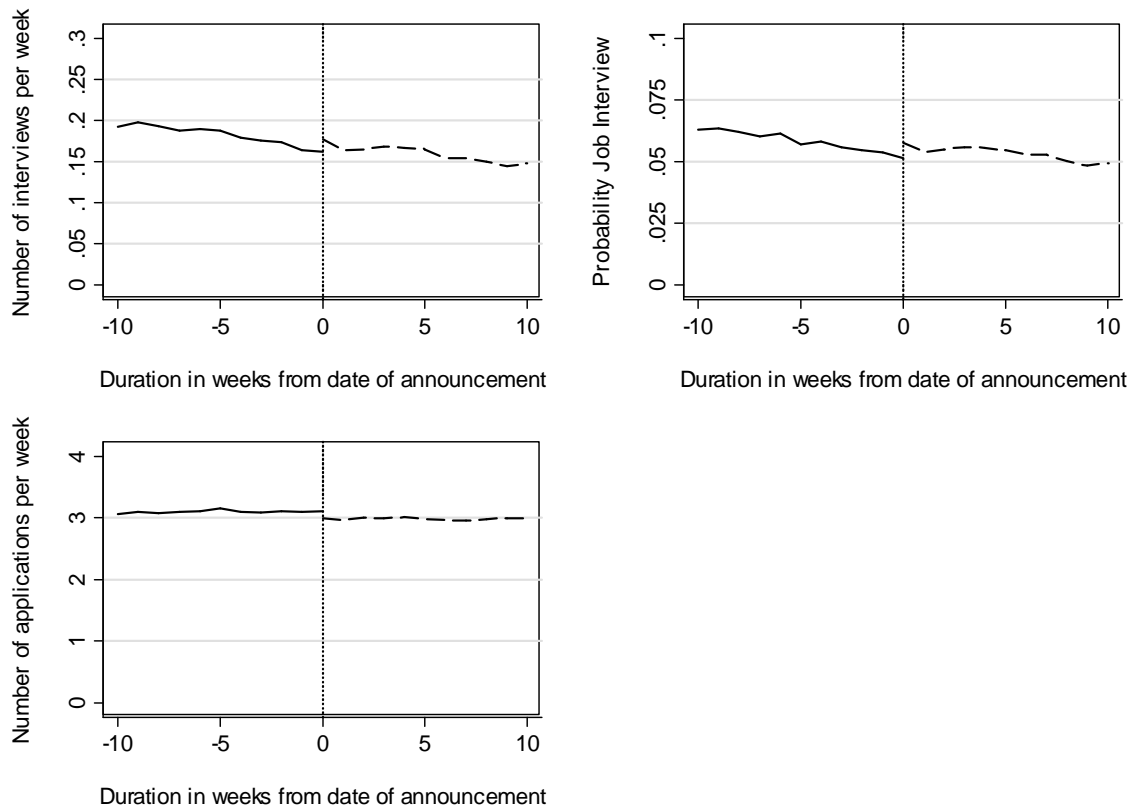 Number of interviews per week
.3
.25
.2
.15
.1
.05
0
-10 -5 0 5 10
Duration in weeks from date of announcement
Probability Job Interview
.1
.075
.05
.025
0
-10 -5 0 5 10
Duration in weeks from date of announcement
Number of applications per week
4
3
2
1
0
-10 -5 0 5 10
Duration in weeks from date of announcement